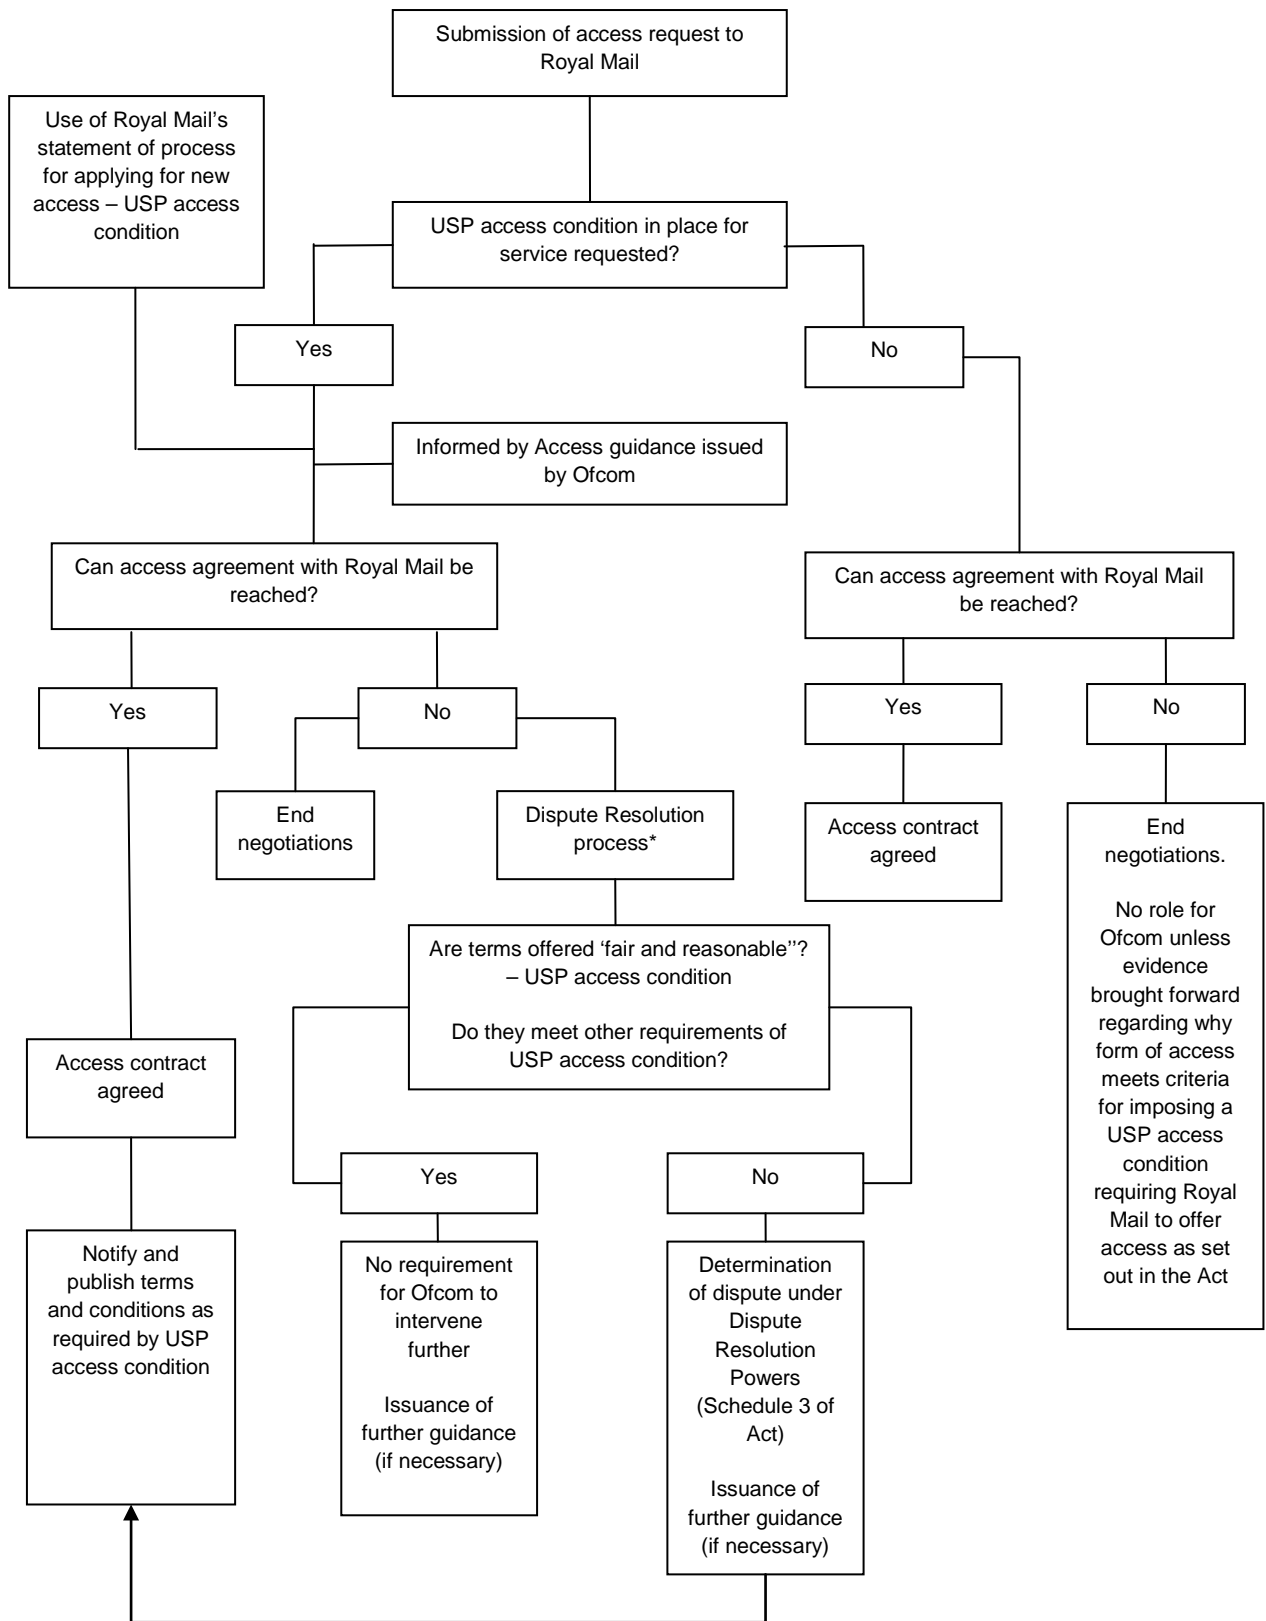 Submission of access request to
Royal Mail
Use of Royal Mail's
statement of process
for applying for new
access – USP access
condition
USP access condition in place for
service requested?
Yes
No
Informed by Access guidance issued
by Ofcom
Can access agreement with Royal Mail be
reached?
Can access agreement with Royal Mail
be reached?
Yes
No
Yes
No
End
negotiations
Dispute Resolution
process*
Access contract
agreed
End
negotiations.
No role for
Ofcom unless
evidence
brought forward
regarding why
form of access
meets criteria
for imposing a
USP access
condition
requiring Royal
Mail to offer
access as set
out in the Act
Are terms offered 'fair and reasonable''?
– USP access condition
Do they meet other requirements of
USP access condition?
Access contract
agreed
Yes
No
Notify and
publish terms
and conditions as
required by USP
access condition
No requirement
for Ofcom to
intervene
further
Issuance of
further guidance
(if necessary)
Determination
of dispute under
Dispute
Resolution
Powers
(Schedule 3 of
Act)
Issuance of
further guidance
(if necessary)